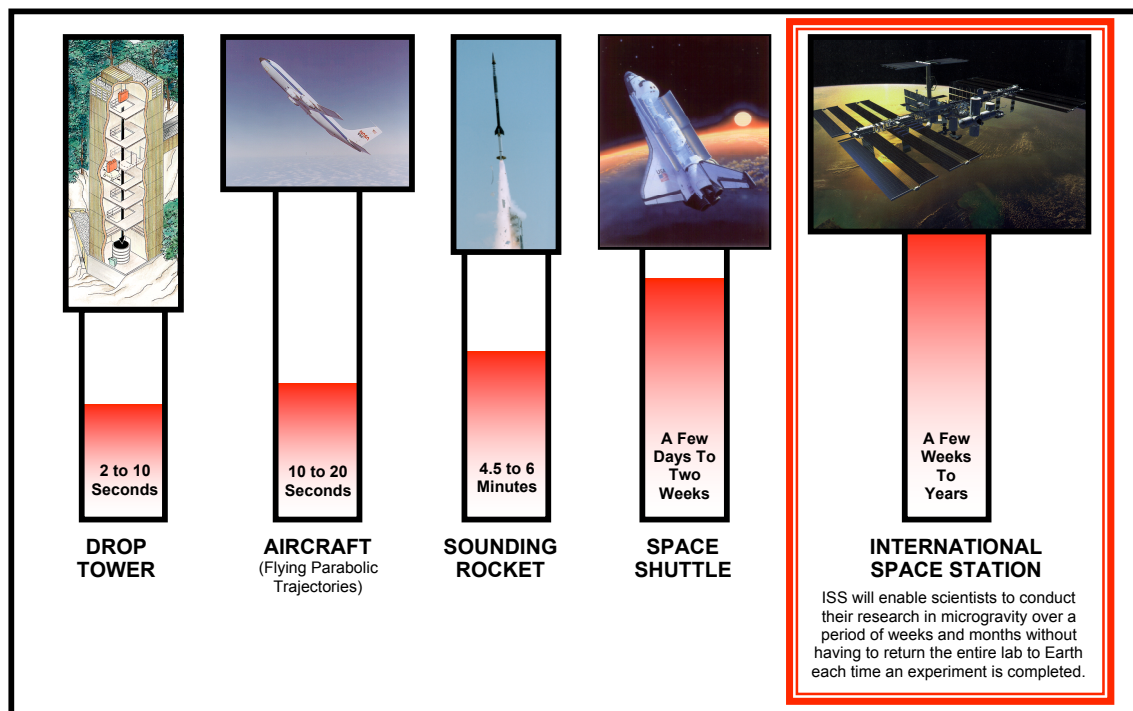 2 to 10
Seconds
DROP
TOWER
10 to 20
Seconds
AIRCRAFT
(Flying Parabolic
Trajectories)
4.5 to 6
Minutes
SOUNDING
ROCKET
A Few
Days To
Two
Weeks
SPACE
SHUTTLE
A Few
Weeks
To
Years
INTERNATIONAL
SPACE STATION
ISS will enable scientists to conduct
their research in microgravity over a
period of weeks and months without
having to return the entire lab to Earth
each time an experiment is completed.